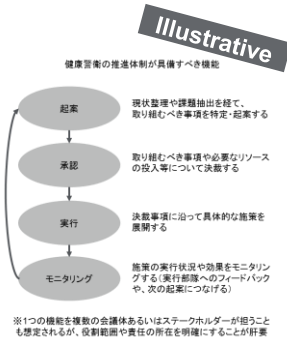 Illustrative
健康警衛の推進体制が具備すべき機能
起案
現状整理や課題抽出を経て、
取り組むべき事項を特定・起案する
承認
取り組むべき事項や必要なリソース
の投入等について決裁する
実行
決裁事項に沿って具体的な施策を
展開する
モニタリング
施策の実行状況や効果をモニタリン
グする(実行部隊へのフィードバック
や、次の起案につなげる)
※1つの機能を複数の会議体あるいはステークホルダーが担うこと
も想定されるが、役割範囲や責任の所在を明確にすることが肝要